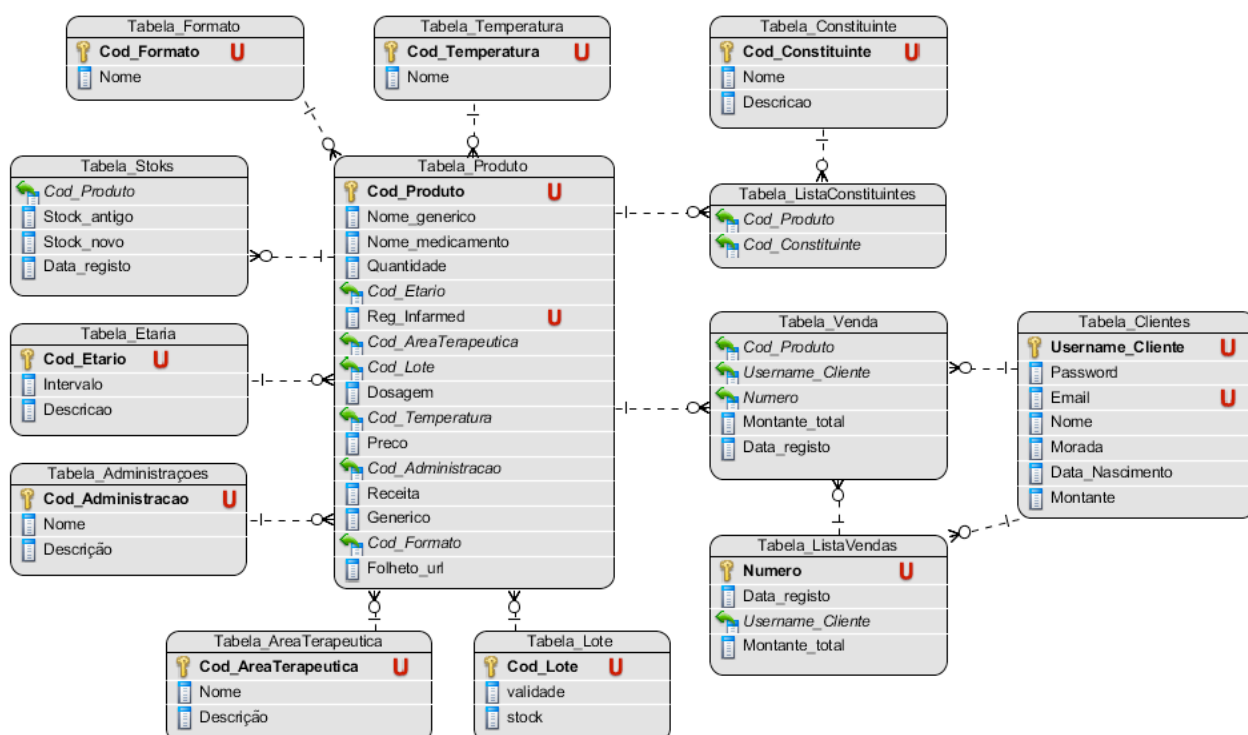 Tabela_Formato
Cod_Formato U
Nome
Tabela_Temperatura
Cod_Temperatura U
Nome
Tabela_Constituinte
Cod_Constituinte U
Nome
Descricao
Tabela_Stoks
Cod_Produto
Stock_antigo
Stock_novo
Data_registo
Tabela_Produto
Cod_Produto U
Nome_generico
Nome_medicamento
Quantidade
Cod_Etario
Reg_Infarmed U
Cod_AreaTerapeutica
Cod_Lote
Dosagem
Cod_Temperatura
Preco
Cod_Administracao
Receita
Generico
Cod_Formato
Folheto_url
Tabela_ListaConstituintes
Cod_Produto
Cod_Constituinte
Tabela_Etaria
Cod_Etario U
Intervalo
Descricao
Tabela_Venda
Cod_Produto
Username_Cliente
Numero
Montante_total
Data_registo
Tabela_Clientes
Username_Cliente U
Password
Email U
Nome
Morada
Data_Nascimento
Montante
Tabela_Administraçoes
Cod_Administracao U
Nome
Descrição
Tabela_ListaVendas
Numero U
Data_registo
Username_Cliente
Montante_total
Tabela_AreaTerapeutica
Cod_AreaTerapeutica U
Nome
Descrição
Tabela_Lote
Cod_Lote U
validade
stock